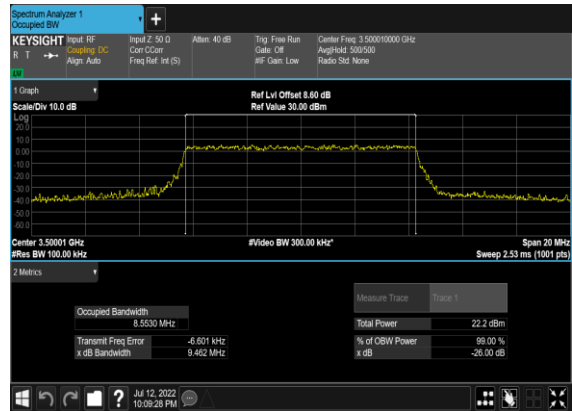 Spectrum Analyzer 1
Occupied BW
+
KEYSIGHT Input: RF Input Z: 50 Ω Atten: 40 dB Trig: Free Run Center Freq: 3.500010000 GHz
R T Coupling: DC Corr CCorr Gate: Off Avg|Hold: 500/500
Align: Auto Freq Ref: Int (S) #IF Gain: Low Radio Std: None
1 Graph
Ref Lvl Offset 8.60 dB
Scale/Div 10.0 dB Ref Value 30.00 dBm
Log
20.0
10.0
0.00
-10.0
-20.0
-30.0
-40.0
-50.0
-60.0
Center 3.50001 GHz #Video BW 300.00 kHz* Span 20 MHz
#Res BW 100.00 kHz Sweep 2.53 ms (1001 pts)
2 Metrics
Measure Trace Trace 1
Occupied Bandwidth
8.5530 MHz Total Power 22.2 dBm
Transmit Freq Error -6.601 kHz % of OBW Power 99.00 %
x dB Bandwidth 9.462 MHz x dB -26.00 dB
? Jul 12, 2022
10:09:28 PM